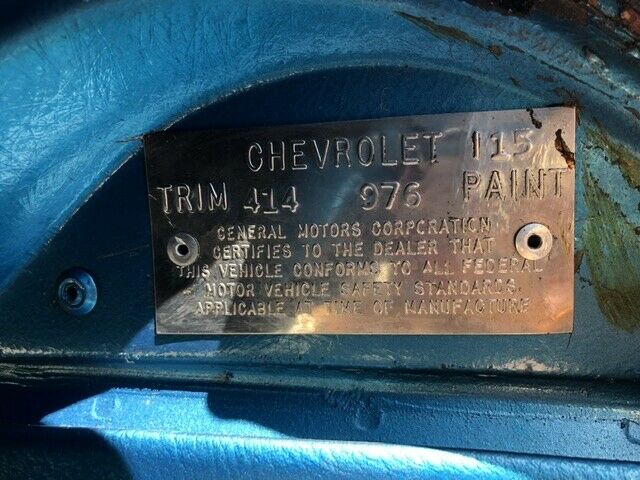 CHEVROLET 115
TRIM 414 976 PAINT
GENERAL MOTORS CORPORATION
CERTIFIES TO THE DEALER THAT
THIS VEHICLE CONFORMS TO ALL FEDERAL
MOTOR VEHICLE SAFETY STANDARDS
APPLICABLE AT TIME OF MANUFACTURE